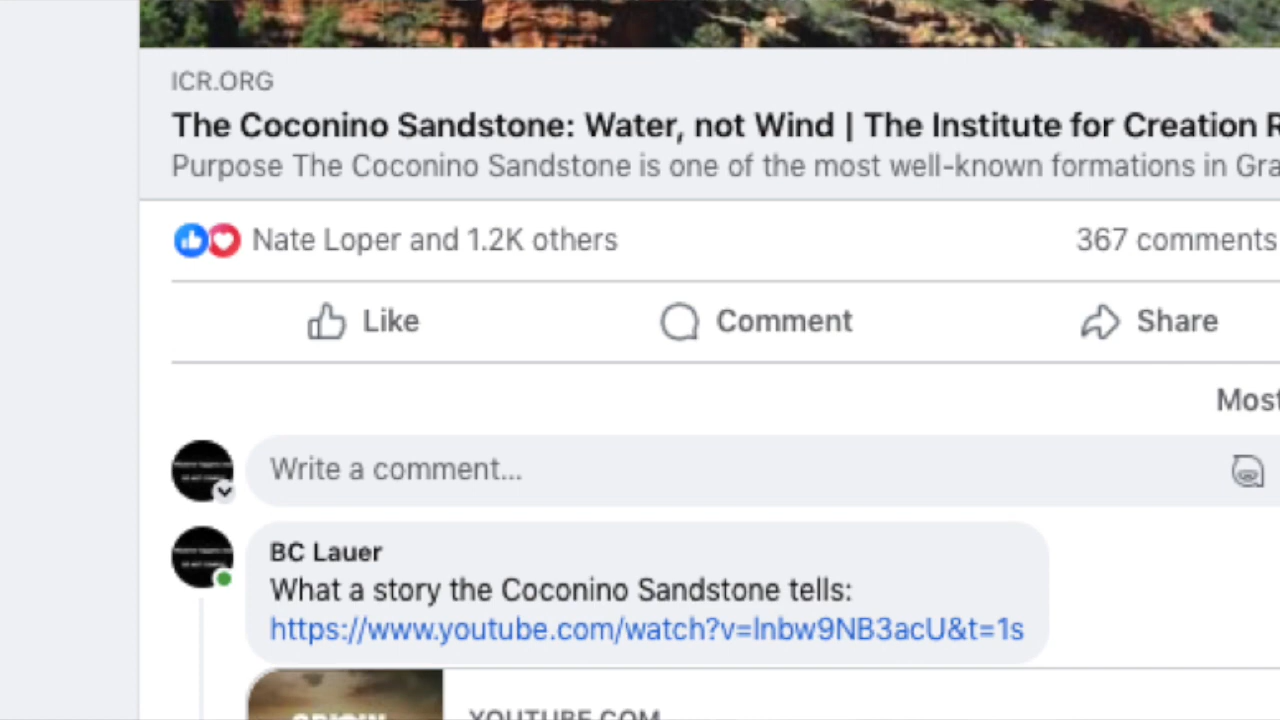 ICR.ORG
The Coconino Sandstone: Water, not Wind | The Institute for Creation R
Purpose The Coconino Sandstone is one of the most well-known formations in Gra
Nate Loper and 1.2K others
367 comments
Like
Comment
Share
Most
Write a comment...
BC Lauer
What a story the Coconino Sandstone tells:
https://www.youtube.com/watch?v=lnbw9NB3acU&t=1s
ORIGIN
YOUTUBE.COM